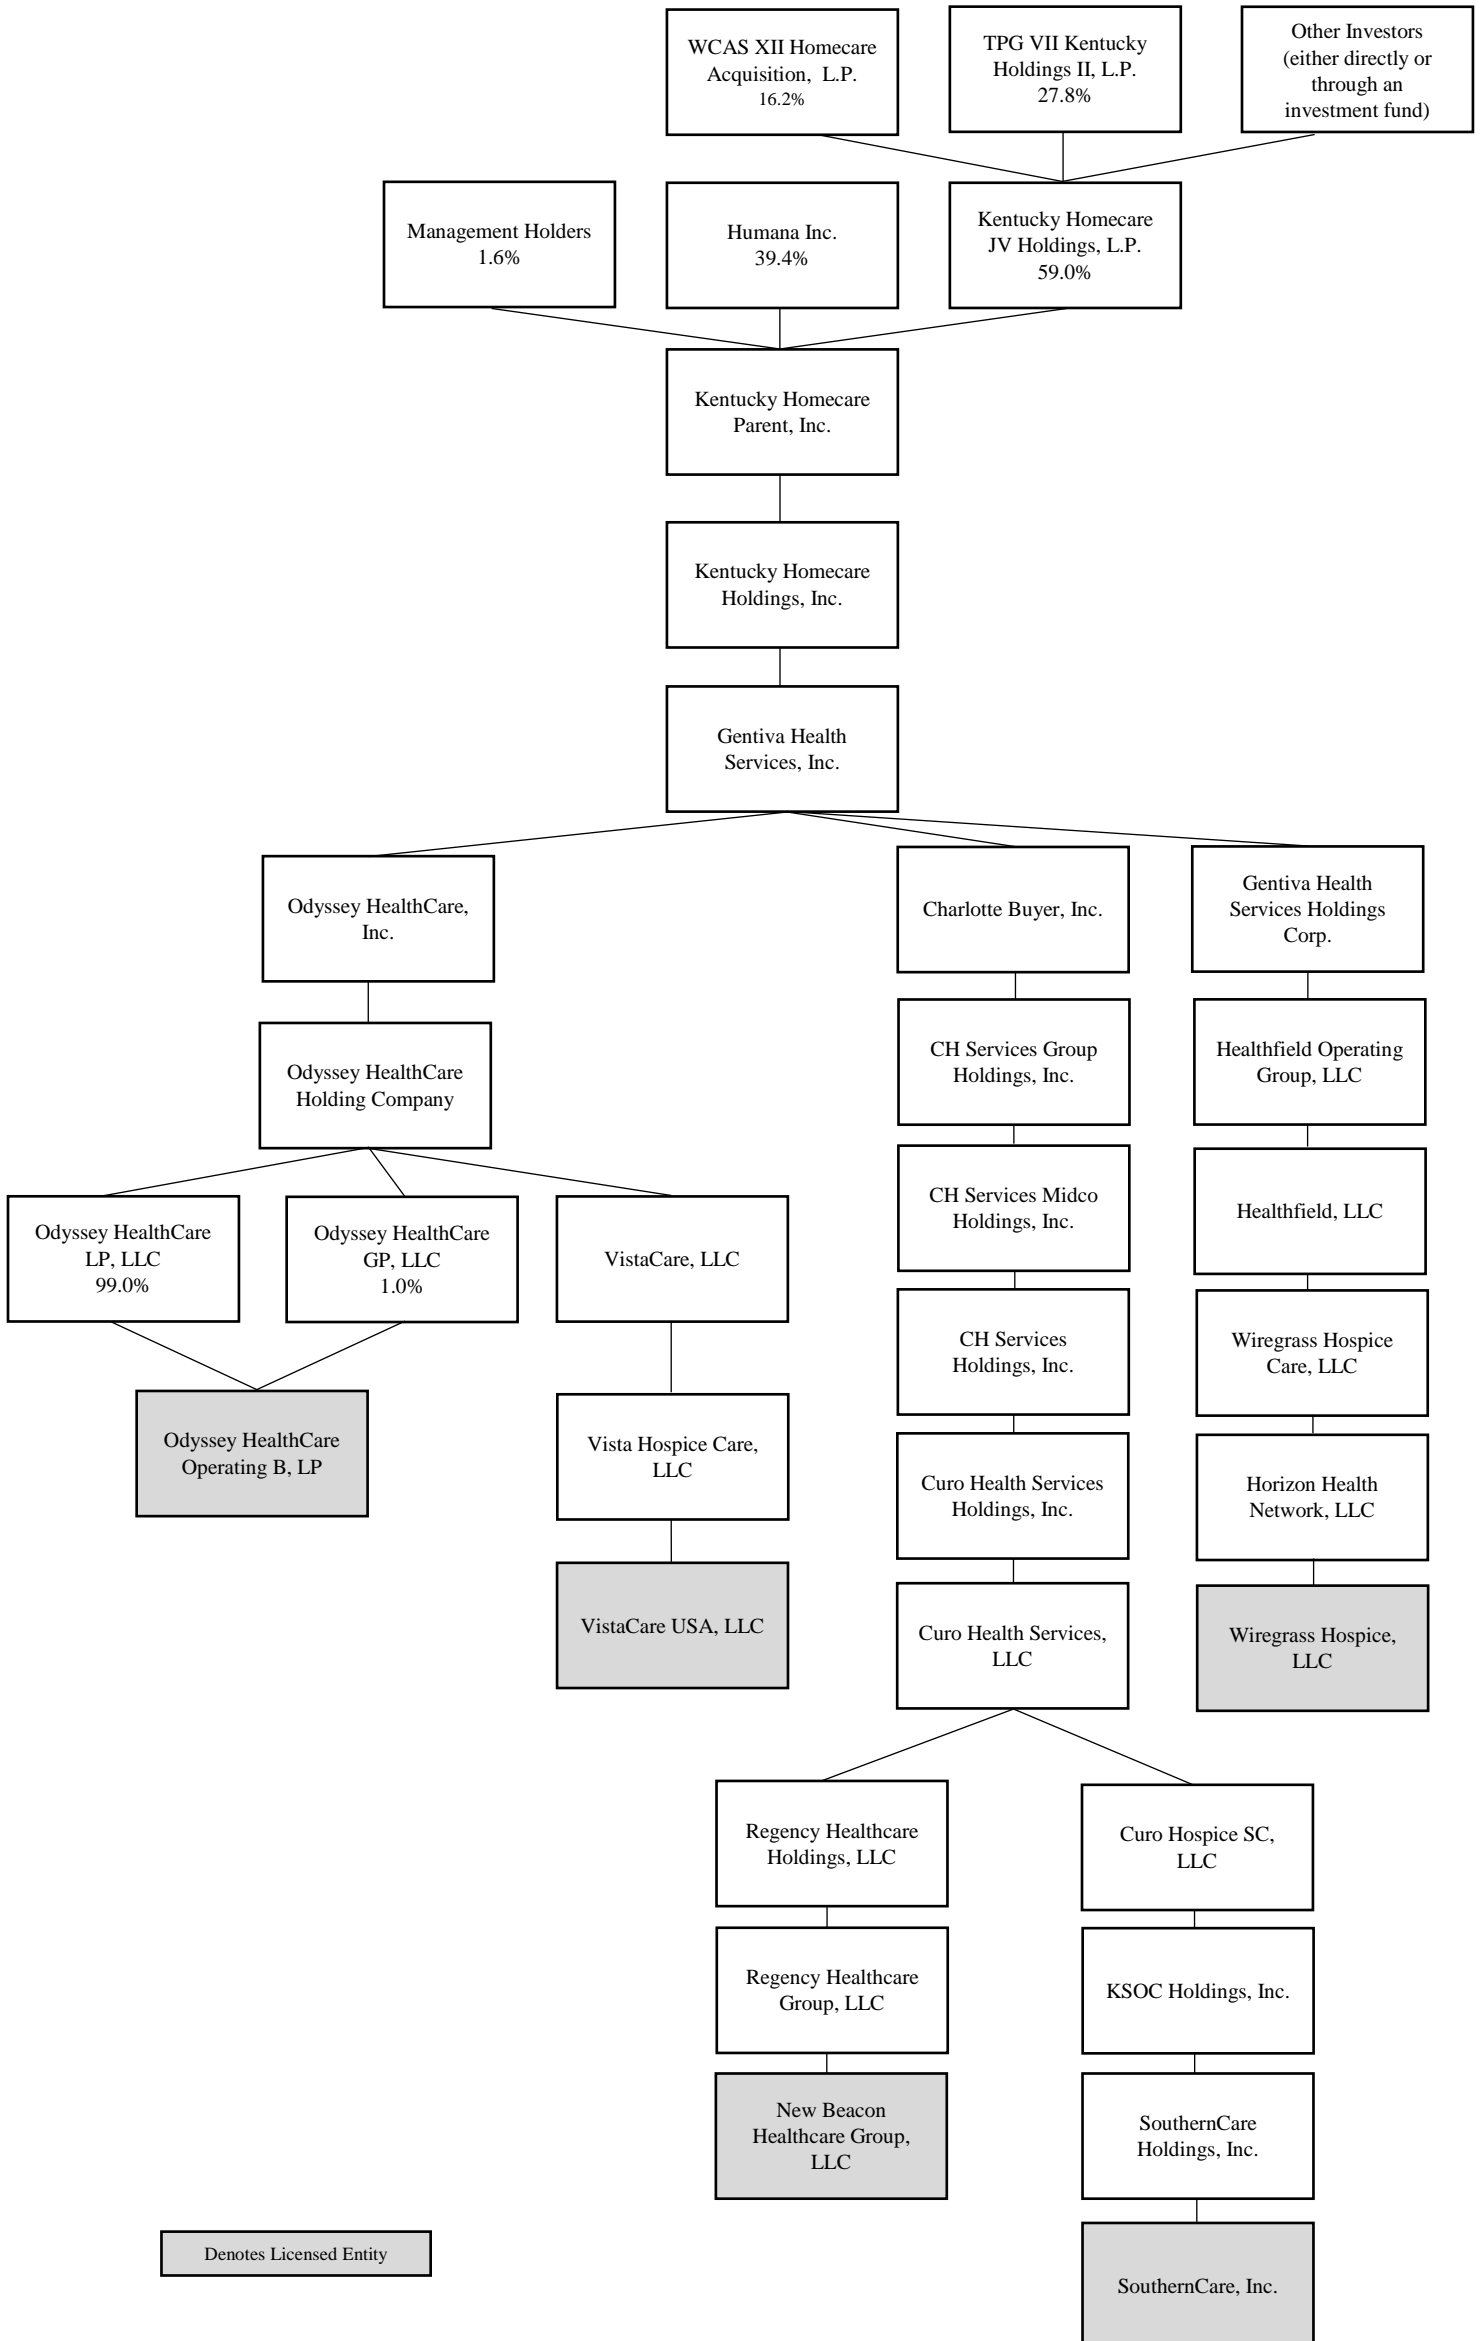 WCAS XII Homecare
Acquisition, L.P.
16.2%
TPG VII Kentucky
Holdings II, L.P.
27.8%
Other Investors
(either directly or
through an
investment fund)
Management Holders
1.6%
Humana Inc.
39.4%
Kentucky Homecare
JV Holdings, L.P.
59.0%
Kentucky Homecare
Parent, Inc.
Kentucky Homecare
Holdings, Inc.
Gentiva Health
Services, Inc.
Odyssey HealthCare,
Inc.
Charlotte Buyer, Inc.
Gentiva Health
Services Holdings
Corp.
Odyssey HealthCare
Holding Company
CH Services Group
Holdings, Inc.
Healthfield Operating
Group, LLC
Odyssey HealthCare
LP, LLC
99.0%
Odyssey HealthCare
GP, LLC
1.0%
VistaCare, LLC
CH Services Midco
Holdings, Inc.
Healthfield, LLC
CH Services
Holdings, Inc.
Wiregrass Hospice
Care, LLC
Odyssey HealthCare
Operating B, LP
Vista Hospice Care,
LLC
Curo Health Services
Holdings, Inc.
Horizon Health
Network, LLC
VistaCare USA, LLC
Curo Health Services,
LLC
Wiregrass Hospice,
LLC
Regency Healthcare
Holdings, LLC
Curo Hospice SC,
LLC
Regency Healthcare
Group, LLC
KSOC Holdings, Inc.
New Beacon
Healthcare Group,
LLC
SouthernCare
Holdings, Inc.
Denotes Licensed Entity
SouthernCare, Inc.